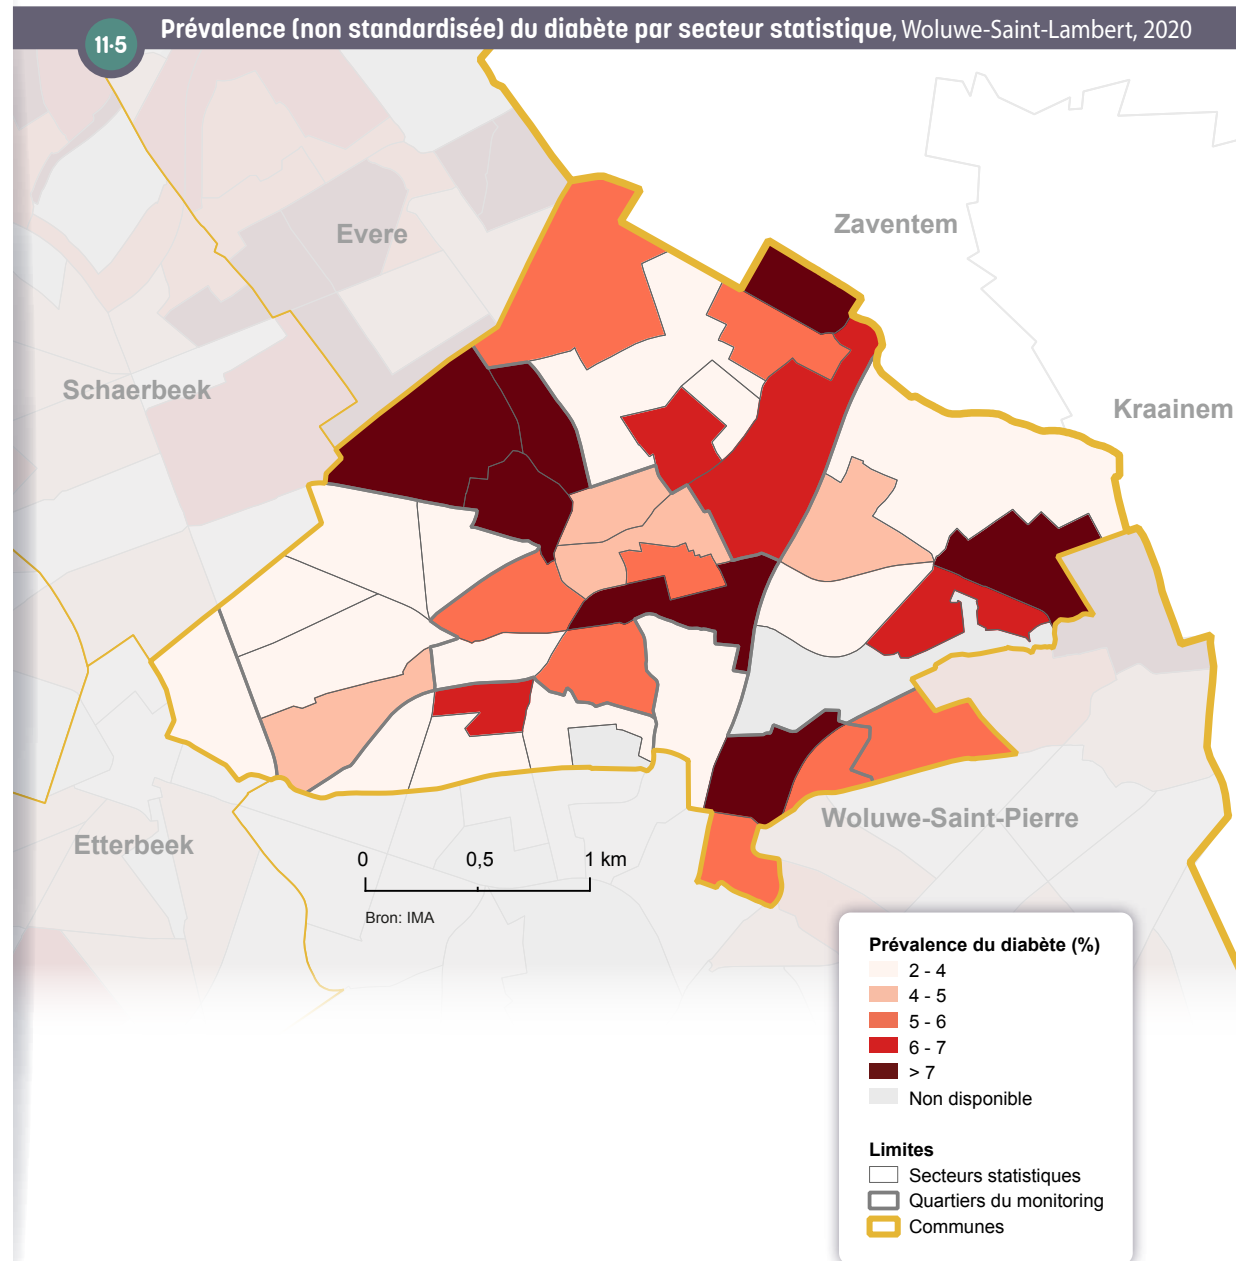 11·5
Prévalence (non standardisée) du diabète par secteur statistique, Woluwe-Saint-Lambert, 2020
Zaventem
Evere
Schaerbeek
Kraainem
Woluwe-Saint-Pierre
Etterbeek
0 0,5 1 km
Bron: IMA
Prévalence du diabète (%)
2 - 4
4 - 5
5 - 6
6 - 7
> 7
Non disponible
Limites
Secteurs statistiques
Quartiers du monitoring
Communes